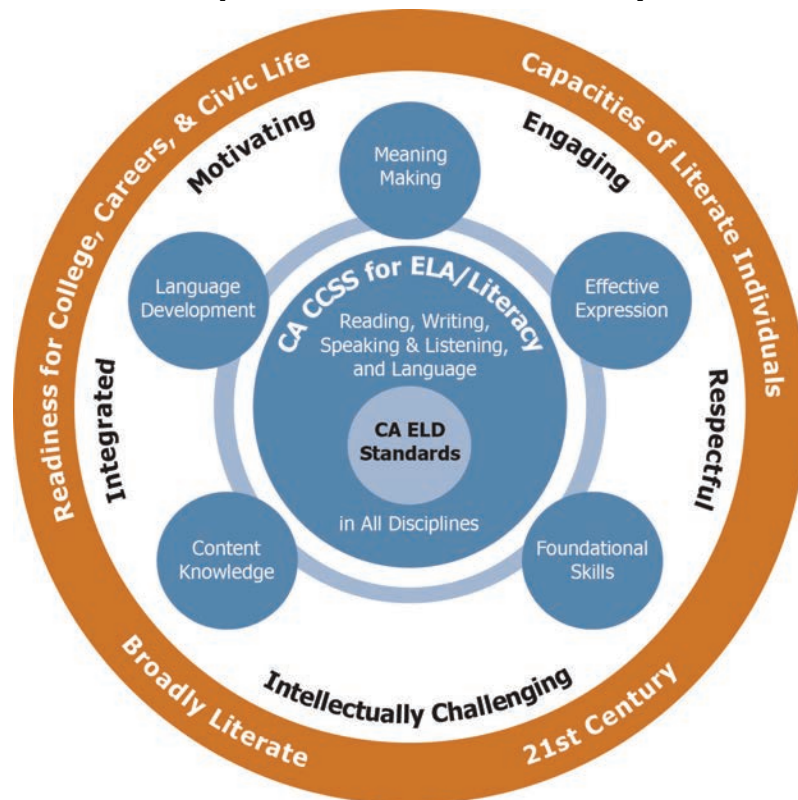 Readiness for College, Careers, & Civic Life
Capacities of Literate Individuals
Motivating
Engaging
Meaning
Making
Language
Development
Effective
Expression
CA CCSS for ELA/Literacy
Reading, Writing,
Speaking & Listening,
and Language
CA ELD
Standards
in All Disciplines
Integrated
Respectful
Content
Knowledge
Foundational
Skills
Intellectually Challenging
Broadly Literate
21st Century